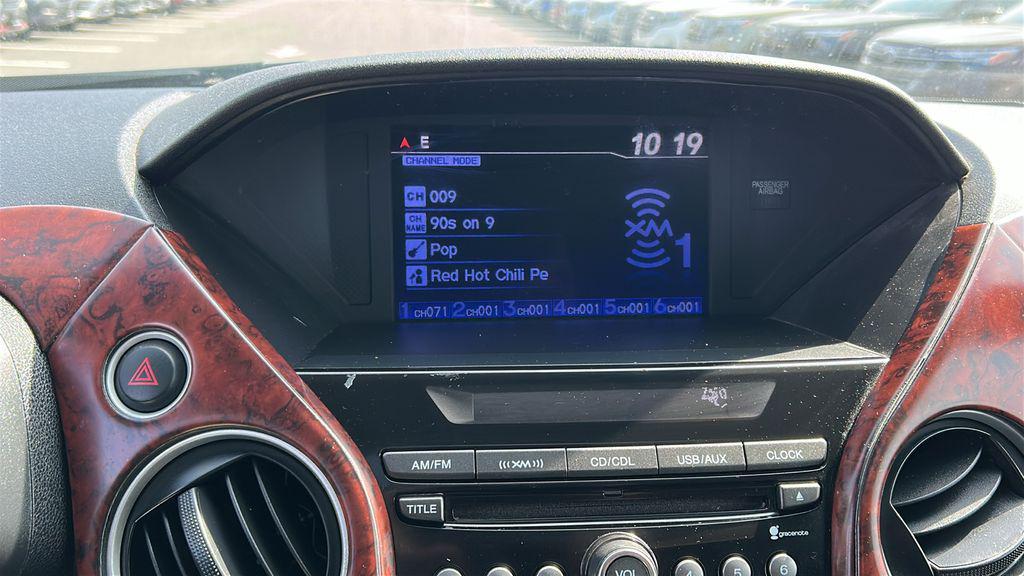 E
10 19
CHANNEL MODE
CH 009
CH NAME 90s on 9
Pop
XM 1
Red Hot Chili Pe
1 CH071 2 CH001 3 CH001 4 CH001 5 CH001 6 CH001
PASSENGER
AIRBAG
AM/FM (((XM))) CD/CDL USB/AUX CLOCK
TITLE
gracenote
VOL 4 5 6